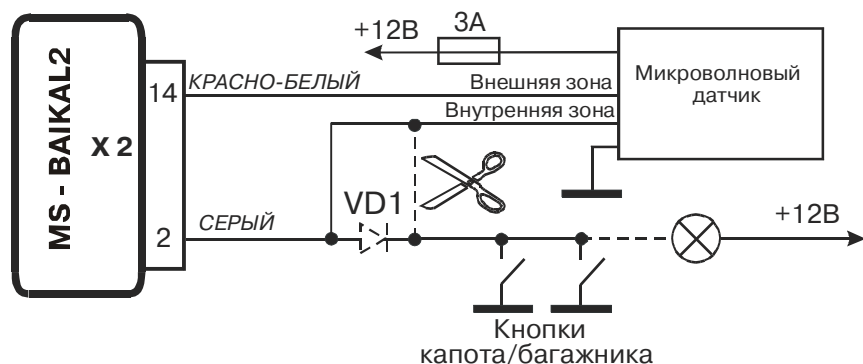 +12В
3А
MS - BAIKAL2
X 2
14
КРАСНО-БЕЛЫЙ
Внешняя зона
Внутренняя зона
Микроволновый
датчик
2
СЕРЫЙ
VD1
+12В
Кнопки
капота/багажника